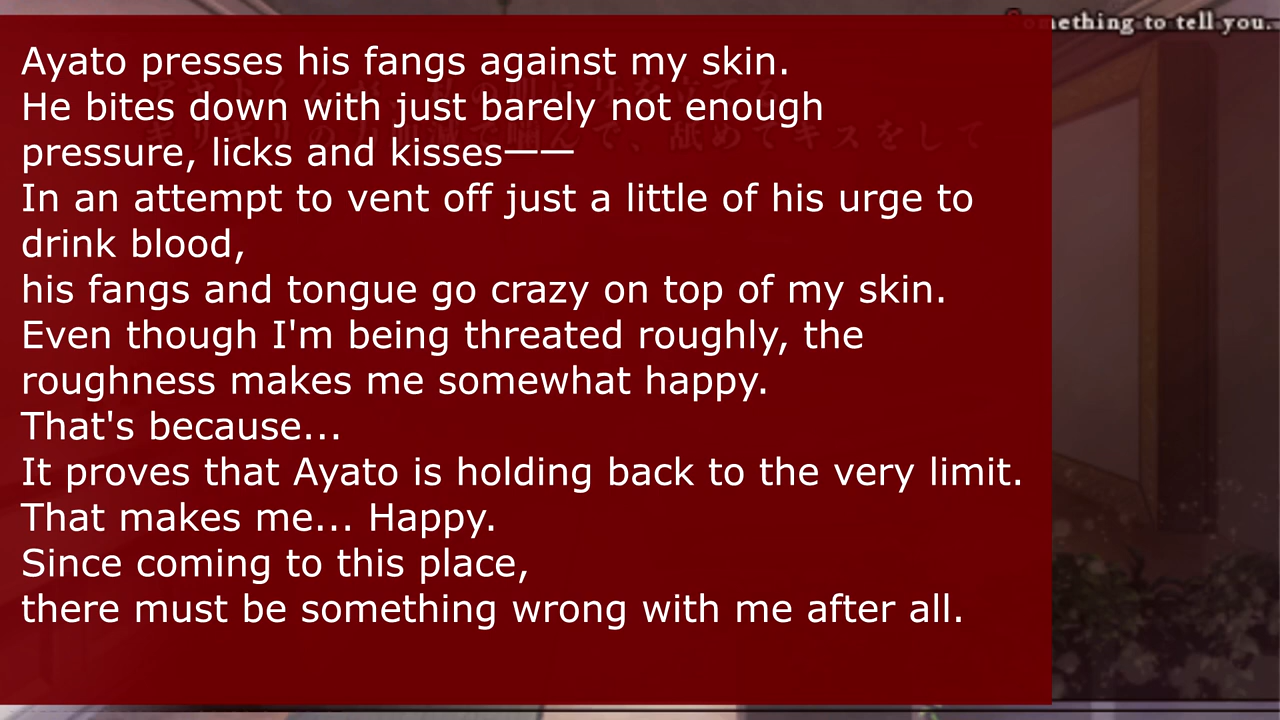 Something to tell you.
Ayato presses his fangs against my skin.
He bites down with just barely not enough
pressure, licks and kisses——
In an attempt to vent off just a little of his urge to
drink blood,
his fangs and tongue go crazy on top of my skin.
Even though I'm being threated roughly, the
roughness makes me somewhat happy.
That's because...
It proves that Ayato is holding back to the very limit.
That makes me... Happy.
Since coming to this place,
there must be something wrong with me after all.